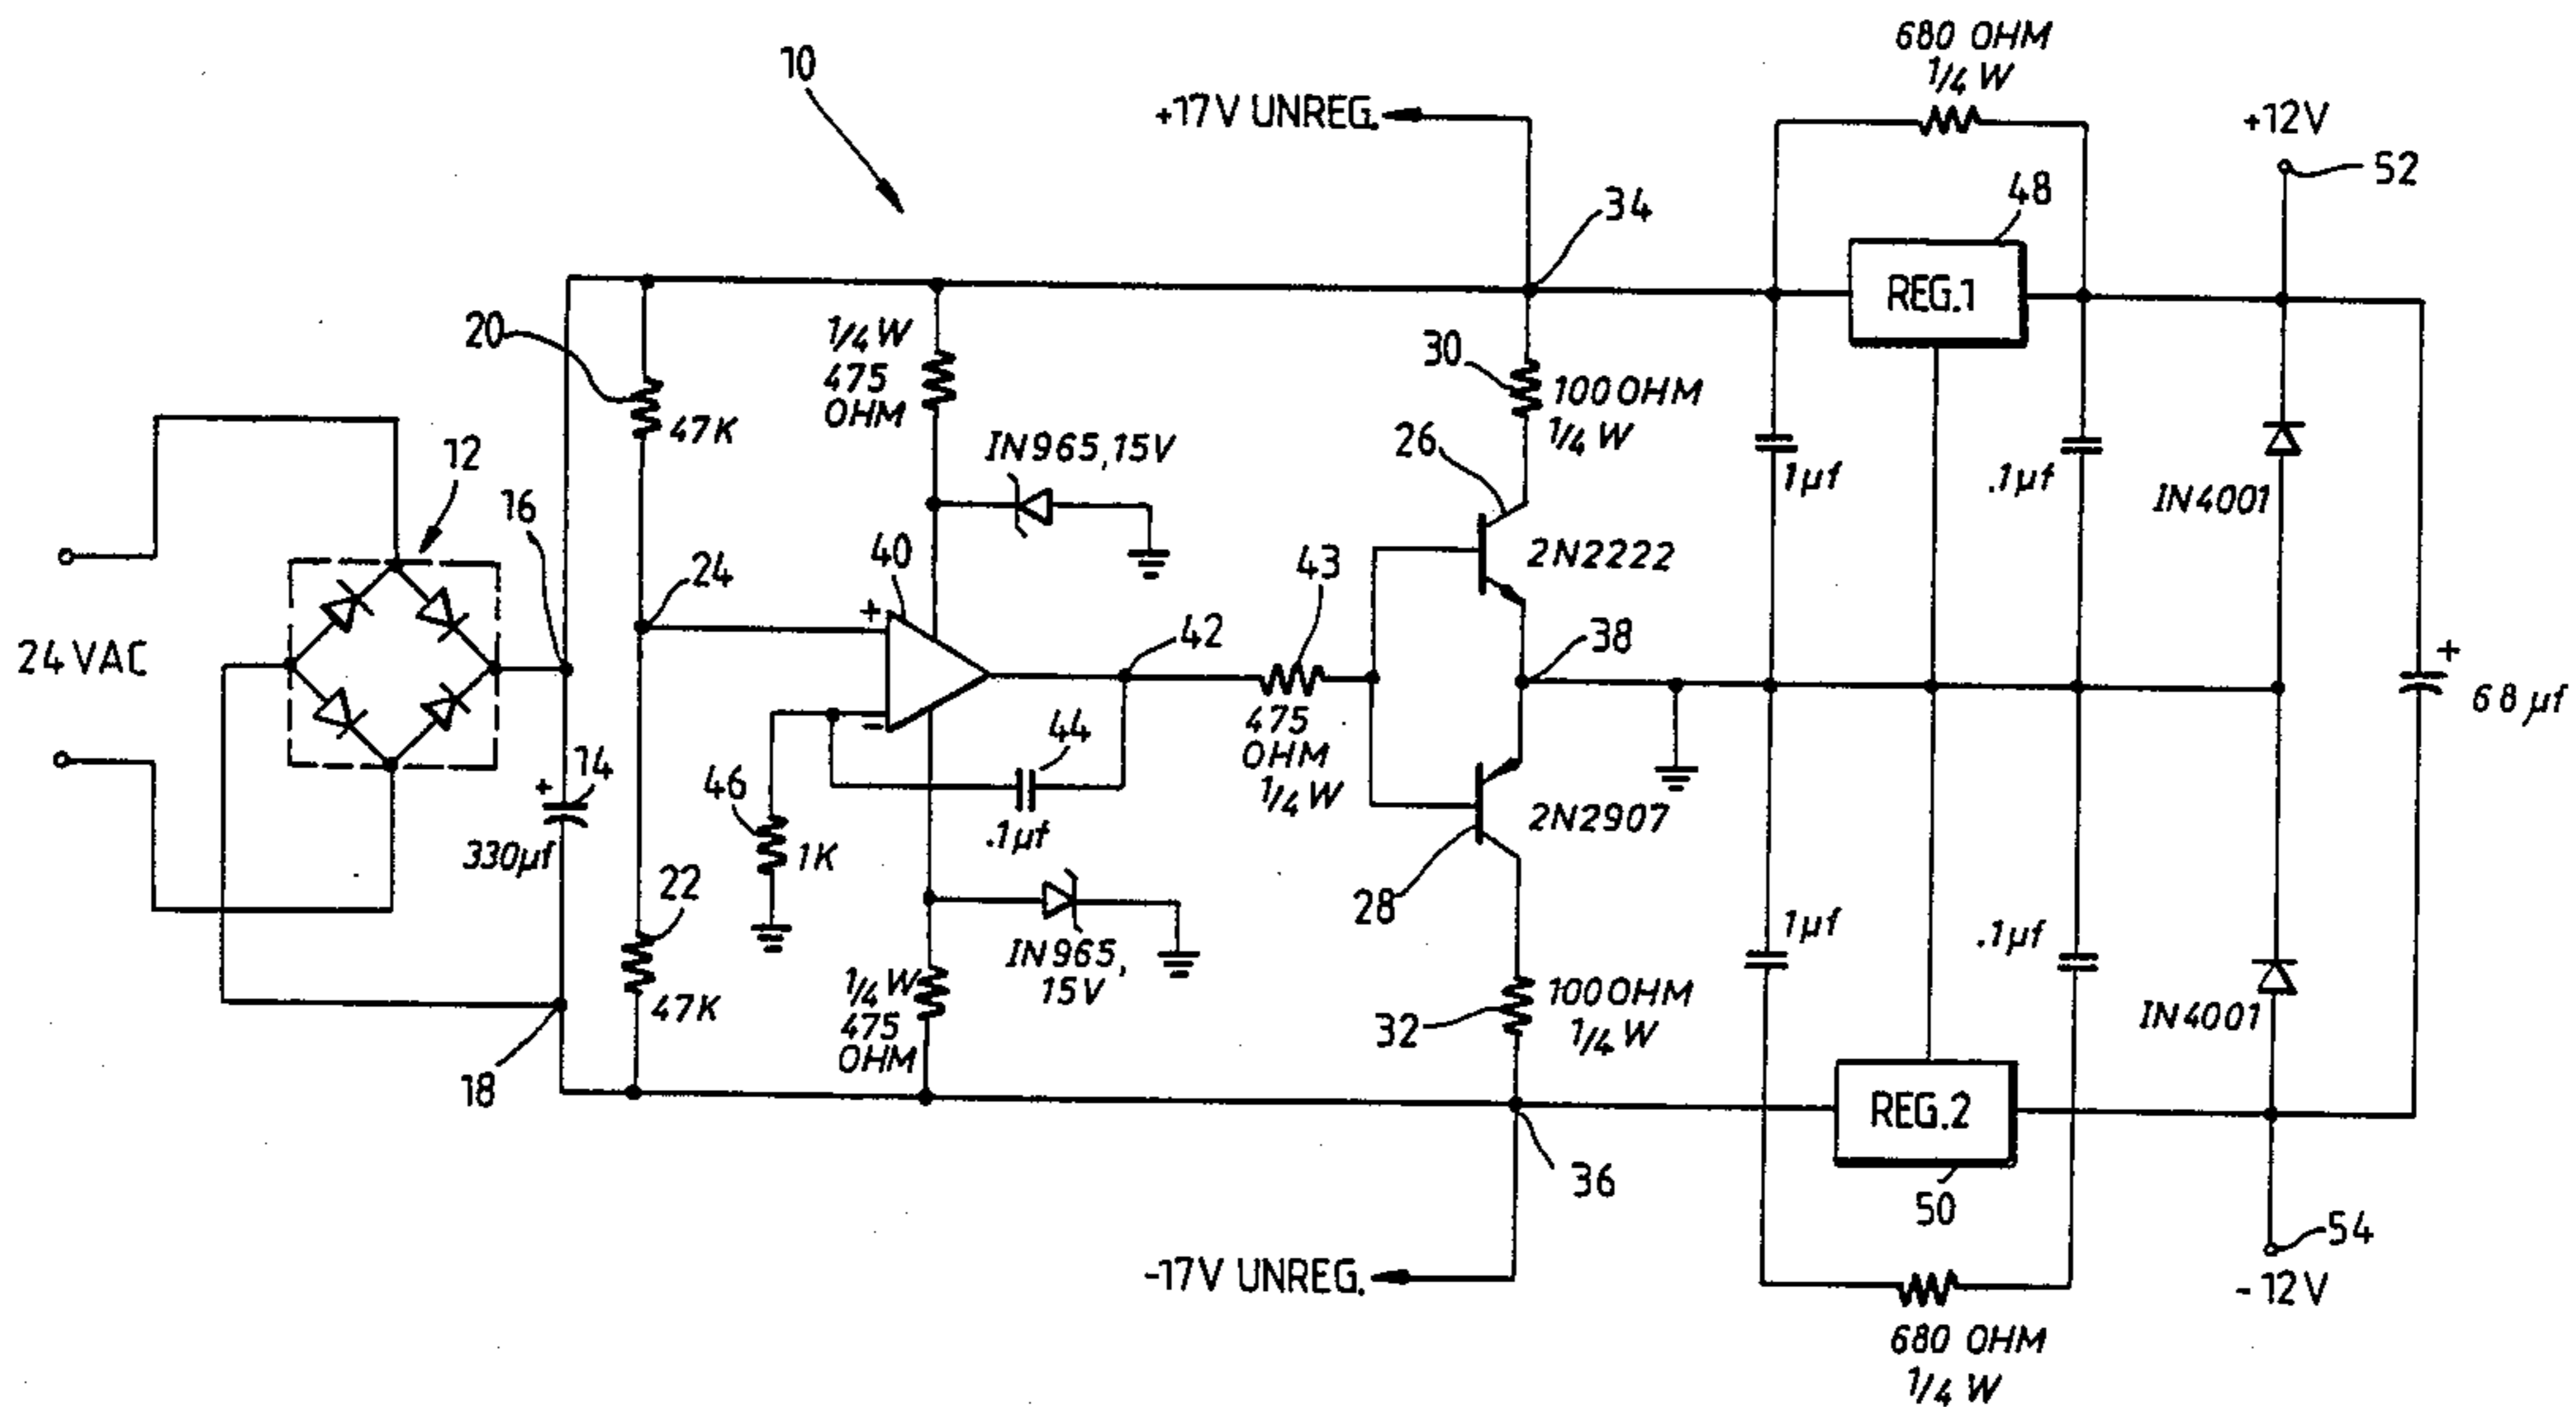 680 OHM
1/4 W
10
+17V UNREG.
+12V
52
34
48
REG.1
20
1/4 W
475
OHM
30
100 OHM
1/4 W
47K
IN965,15V
26
1µf
.1µf
IN4001
12
16
24
40
+
43
2N2222
42
38
24 VAC
+
68µf
-
475
OHM
1/4 W
44
46
+
14
.1µf
2N2907
330µf
1K
22
28
1µf
.1µf
IN965,
15V
47K
1/4 W
475
OHM
32
100 OHM
1/4 W
IN4001
18
REG.2
36
50
54
-17V UNREG.
-12V
680 OHM
1/4 W